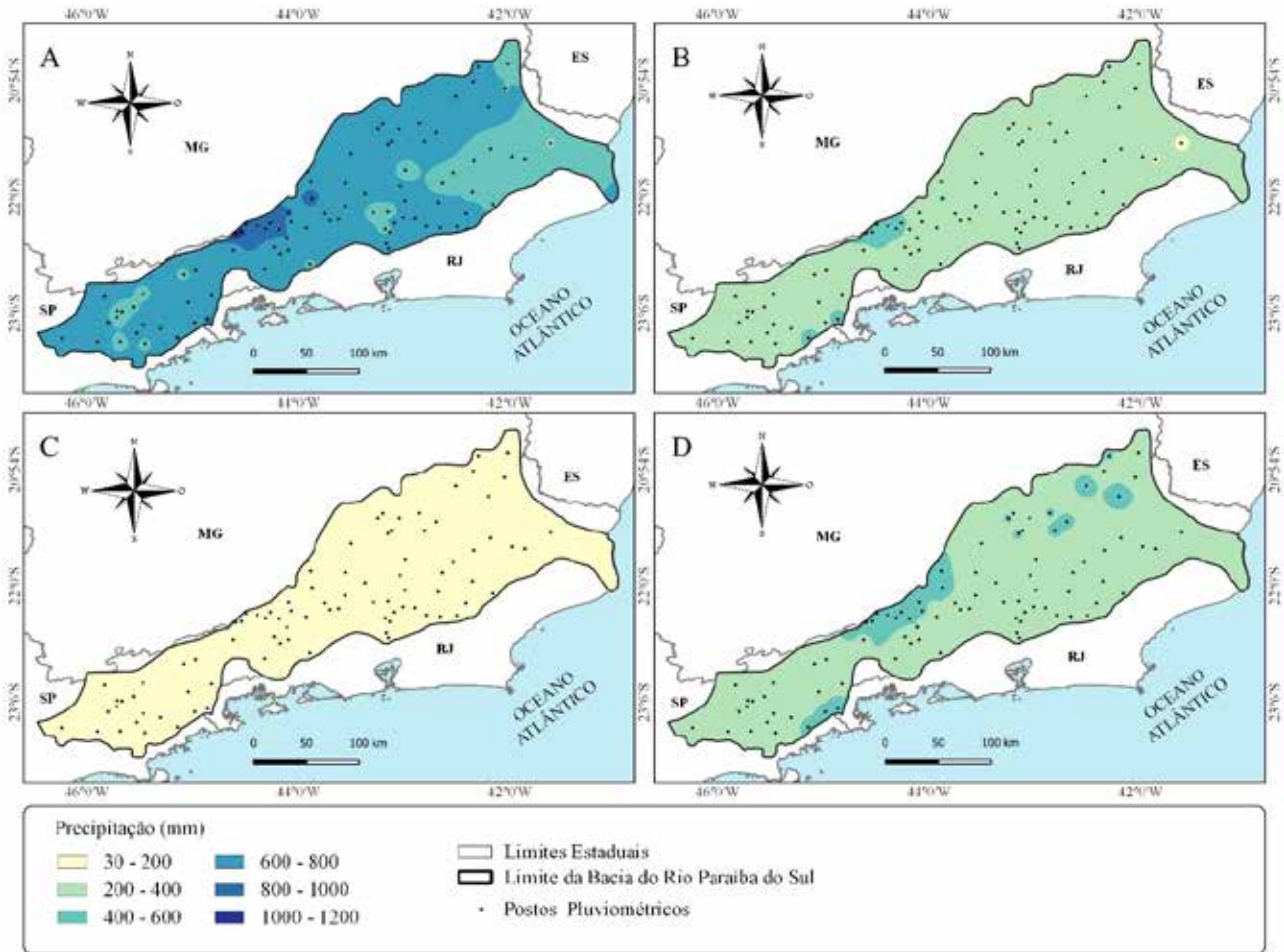 46°0'W 44°0'W 42°0'W 46°0'W 44°0'W 42°0'W
A
N
W O
S
MG
ES
RJ
SP
OCEANO
ATLÂNTICO
0 50 100 km
20°54'S
22°0'S
23°6'S
B
N
W O
S
MG
ES
RJ
SP
OCEANO
ATLÂNTICO
0 50 100 km
20°54'S
22°0'S
23°6'S
46°0'W 44°0'W 42°0'W 46°0'W 44°0'W 42°0'W
C
N
W O
S
MG
ES
RJ
SP
OCEANO
ATLÂNTICO
0 50 100 km
20°54'S
22°0'S
23°6'S
D
N
W O
S
MG
ES
RJ
SP
OCEANO
ATLÂNTICO
0 50 100 km
20°54'S
22°0'S
23°6'S
46°0'W 44°0'W 42°0'W 46°0'W 44°0'W 42°0'W
Precipitação (mm)
30 - 200
200 - 400
400 - 600
600 - 800
800 - 1000
1000 - 1200
Limites Estaduais
Limite da Bacia do Rio Paraíba do Sul
Postos Pluviométricos